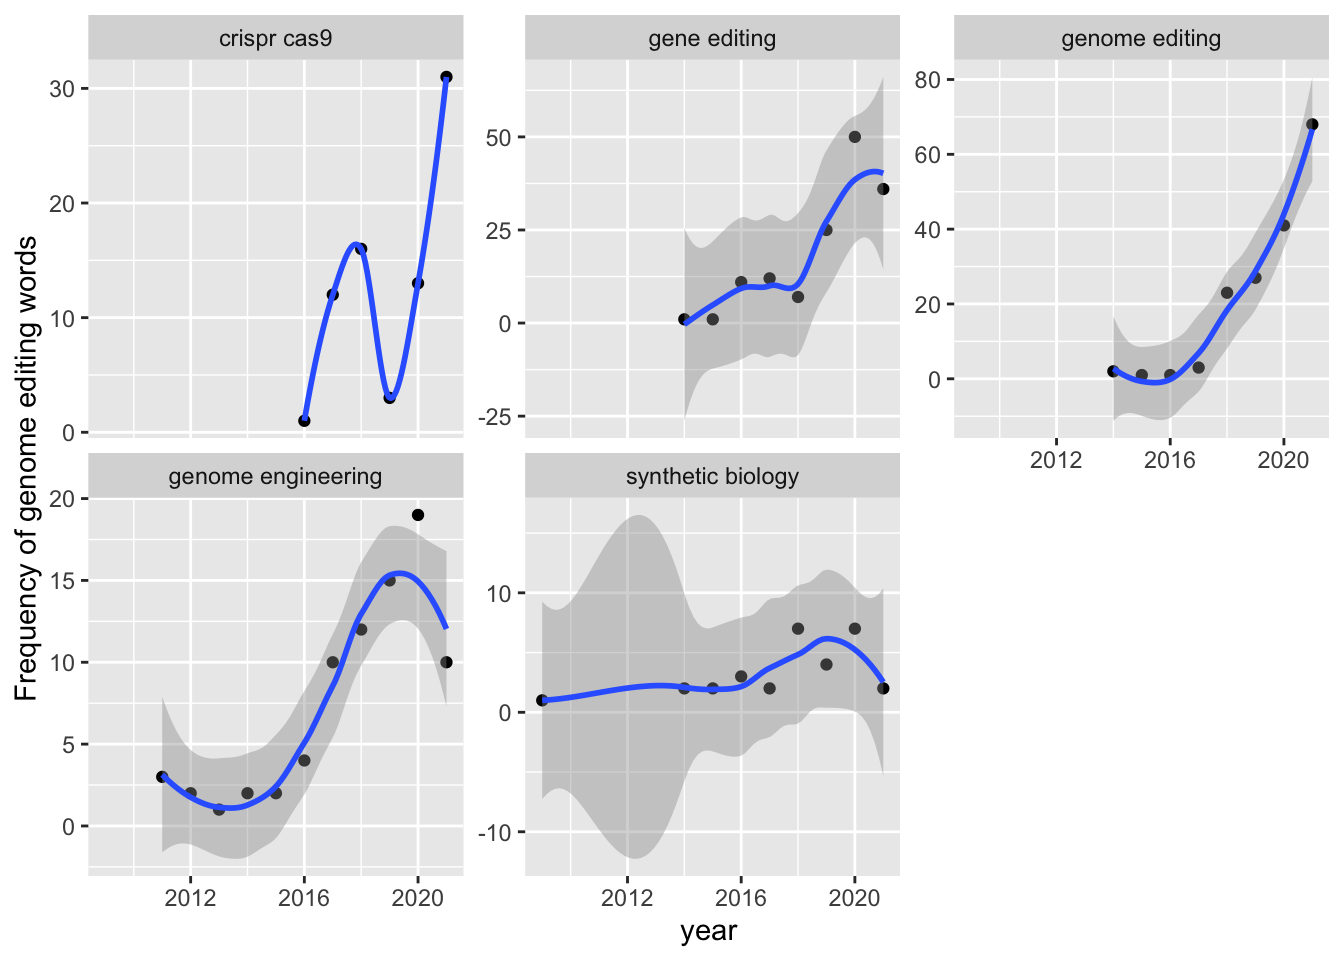 crispr cas9
gene editing
genome editing
30
20
10
0
50
25
0
-25
80
60
40
20
0
2012 2016 2020
genome engineering
synthetic biology
20
15
10
5
0
10
0
-10
2012 2016 2020
2012 2016 2020
Frequency of genome editing words
year